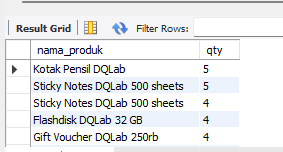 Result Grid Filter Rows:
nama_produk qty
Kotak Pensil DQLab 5
Sticky Notes DQLab 500 sheets 5
Sticky Notes DQLab 500 sheets 4
Flashdisk DQLab 32 GB 4
Gift Voucher DQLab 250rb 4